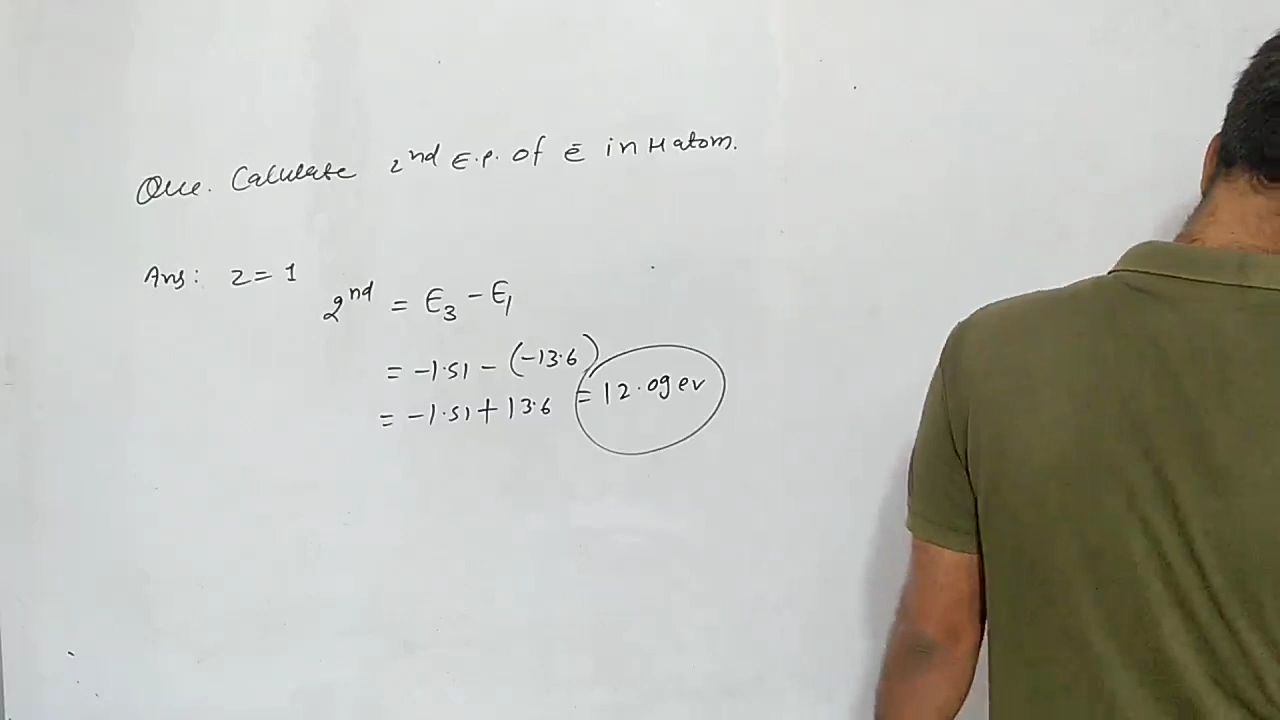 Que. Calculate 2nd E.P. of ē in H atom.
Ans: z = 1
2nd = E3 - E1
= -1.51 - (-13.6)
= -1.51 + 13.6 = 12.09 ev